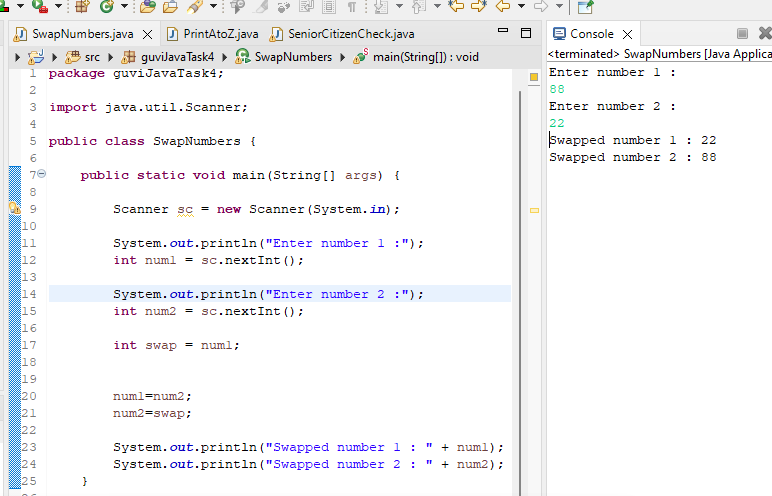 SwapNumbers.java
PrintAtoZ.java
SeniorCitizenCheck.java
src
guviJavaTask4
SwapNumbers
main(String[]) : void
1 package guviJavaTask4;
2
3 import java.util.Scanner;
4
5 public class SwapNumbers {
6
7 public static void main(String[] args) {
8
9 Scanner sc = new Scanner(System.in);
10
11 System.out.println("Enter number 1 :");
12 int num1 = sc.nextInt();
13
14 System.out.println("Enter number 2 :");
15 int num2 = sc.nextInt();
16
17 int swap = num1;
18
19
20 num1=num2;
21 num2=swap;
22
23 System.out.println("Swapped number 1 : " + num1);
24 System.out.println("Swapped number 2 : " + num2);
25 }
Console
<terminated> SwapNumbers [Java Applica
Enter number 1 :
88
Enter number 2 :
22
Swapped number 1 : 22
Swapped number 2 : 88